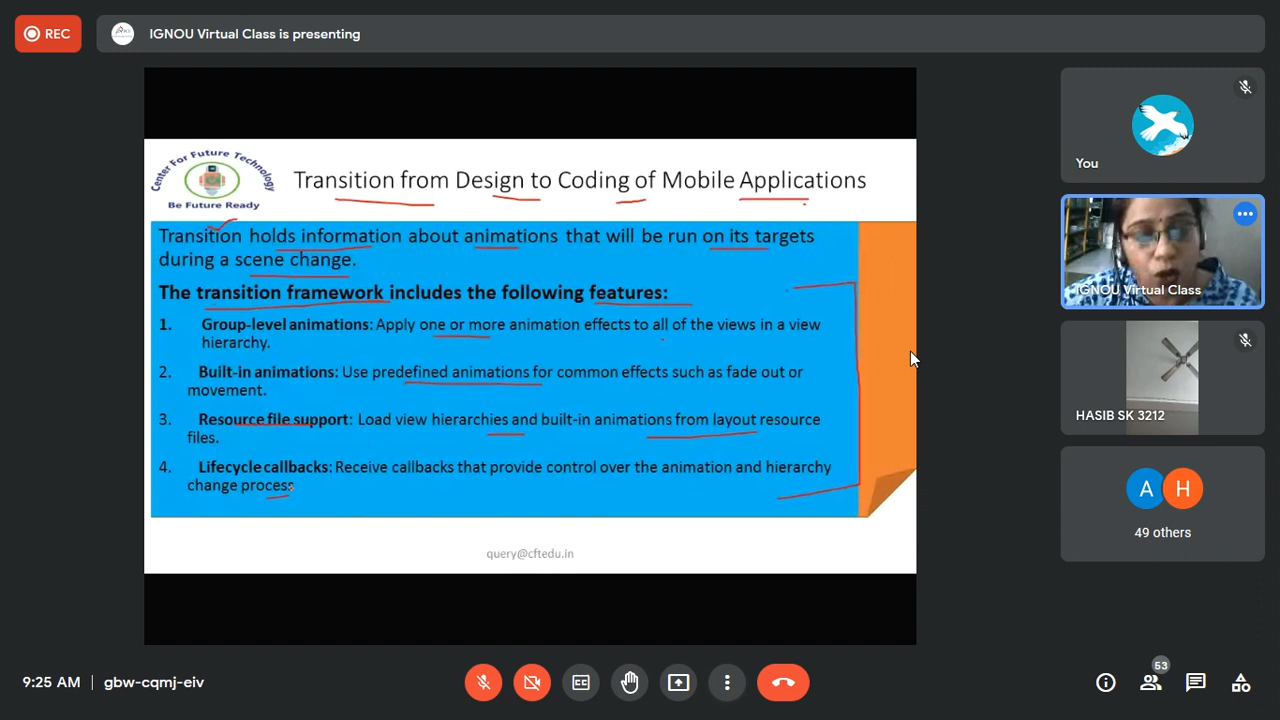 REC
IGNOU Virtual Class is presenting
Center For Future Technology
Be Future Ready
Transition from Design to Coding of Mobile Applications
Transition holds information about animations that will be run on its targets
during a scene change.
The transition framework includes the following features:
1. Group-level animations: Apply one or more animation effects to all of the views in a view
hierarchy.
2. Built-in animations: Use predefined animations for common effects such as fade out or
movement.
3. Resource file support: Load view hierarchies and built-in animations from layout resource
files.
4. Lifecycle callbacks: Receive callbacks that provide control over the animation and hierarchy
change process
query@cftedu.in
You
IGNOU Virtual Class
HASIB SK 3212
A H
49 others
9:25 AM | gbw-cqmj-eiv
CC
53